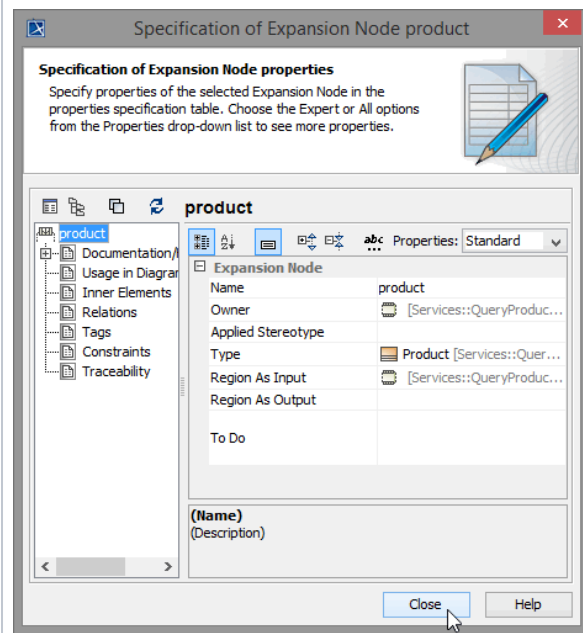 Specification of Expansion Node product
Specification of Expansion Node properties
Specify properties of the selected Expansion Node in the
properties specification table. Choose the Expert or All options
from the Properties drop-down list to see more properties.
product
product
Documentation/
Usage in Diagrar
Inner Elements
Relations
Tags
Constraints
Traceability
Properties: Standard
Expansion Node
Name product
Owner [Services::QueryProduc...
Applied Stereotype
Type Product [Services::Quer...
Region As Input [Services::QueryProduc...
Region As Output
To Do
(Name)
(Description)
Close Help